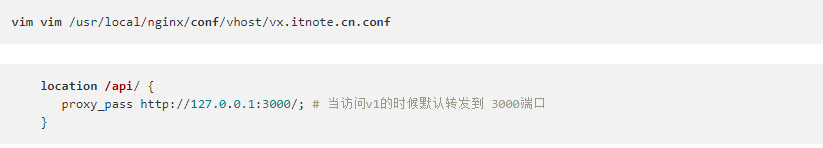 vim vim /usr/local/nginx/conf/vhost/vx.itnote.cn.conf
location /api/ {
proxy_pass http://127.0.0.1:3000/; # 当访问v1的时候默认转发到 3000端口
}